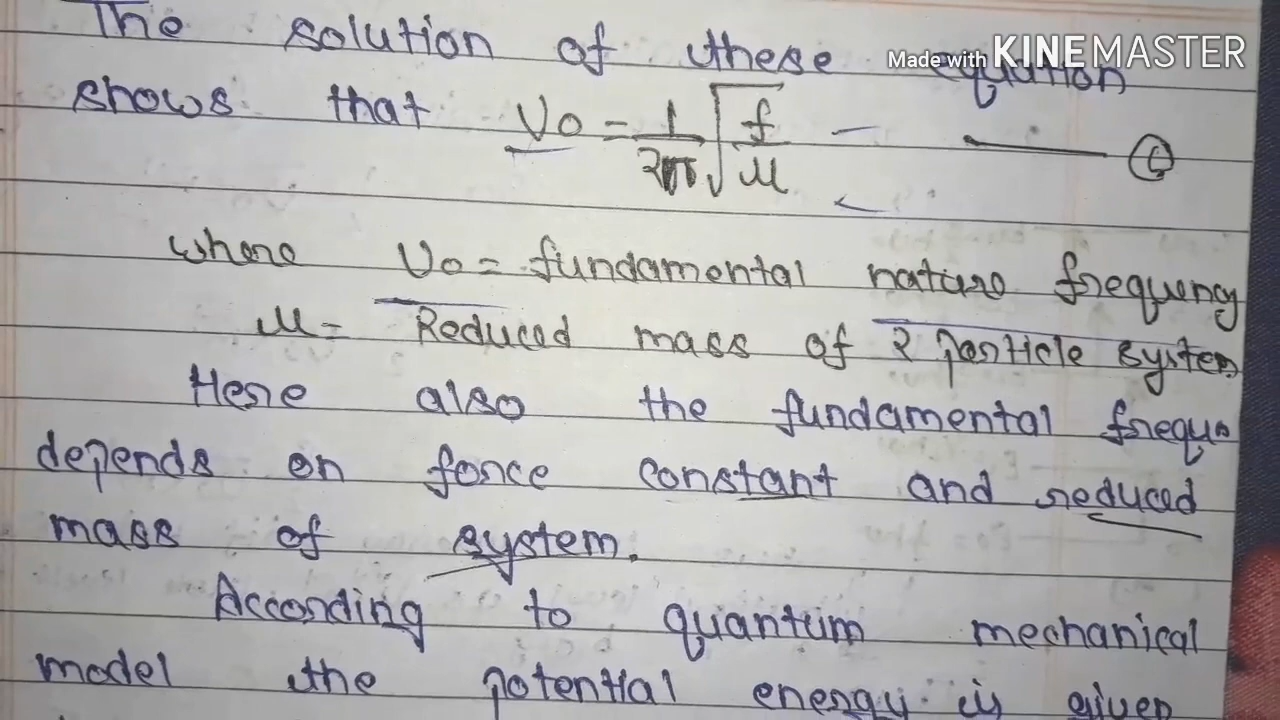 The solution of these equation
Made with KINEMASTER
shows that ν₀ = 1/2π √f/μ — ①
where ν₀ = fundamental nature frequency
μ = Reduced mass of 2 particle system
Here also the fundamental frequ
depends on force constant and reduced
mass of system.
According to quantum mechanical
model the potential energy is given